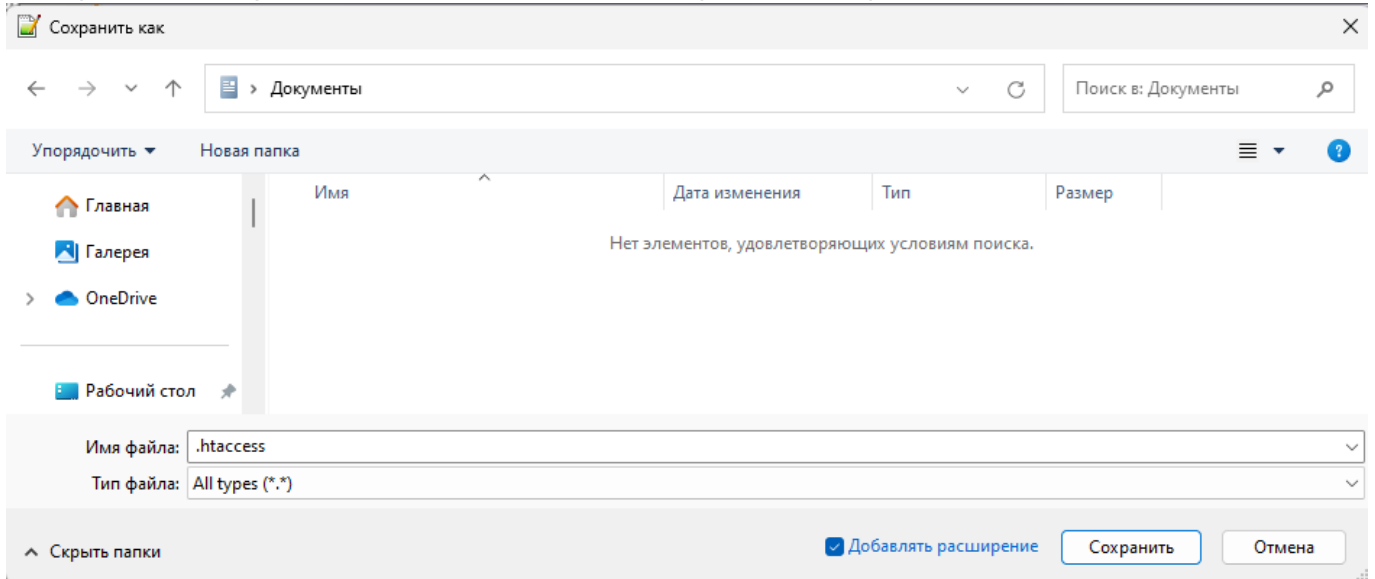 Сохранить как
Документы
Поиск в: Документы
Упорядочить Новая папка
Имя Дата изменения Тип Размер
Главная
Нет элементов, удовлетворяющих условиям поиска.
Галерея
OneDrive
Рабочий стол
Имя файла: .htaccess
Тип файла: All types (*.*)
Скрыть папки
Добавлять расширение
Сохранить
Отмена